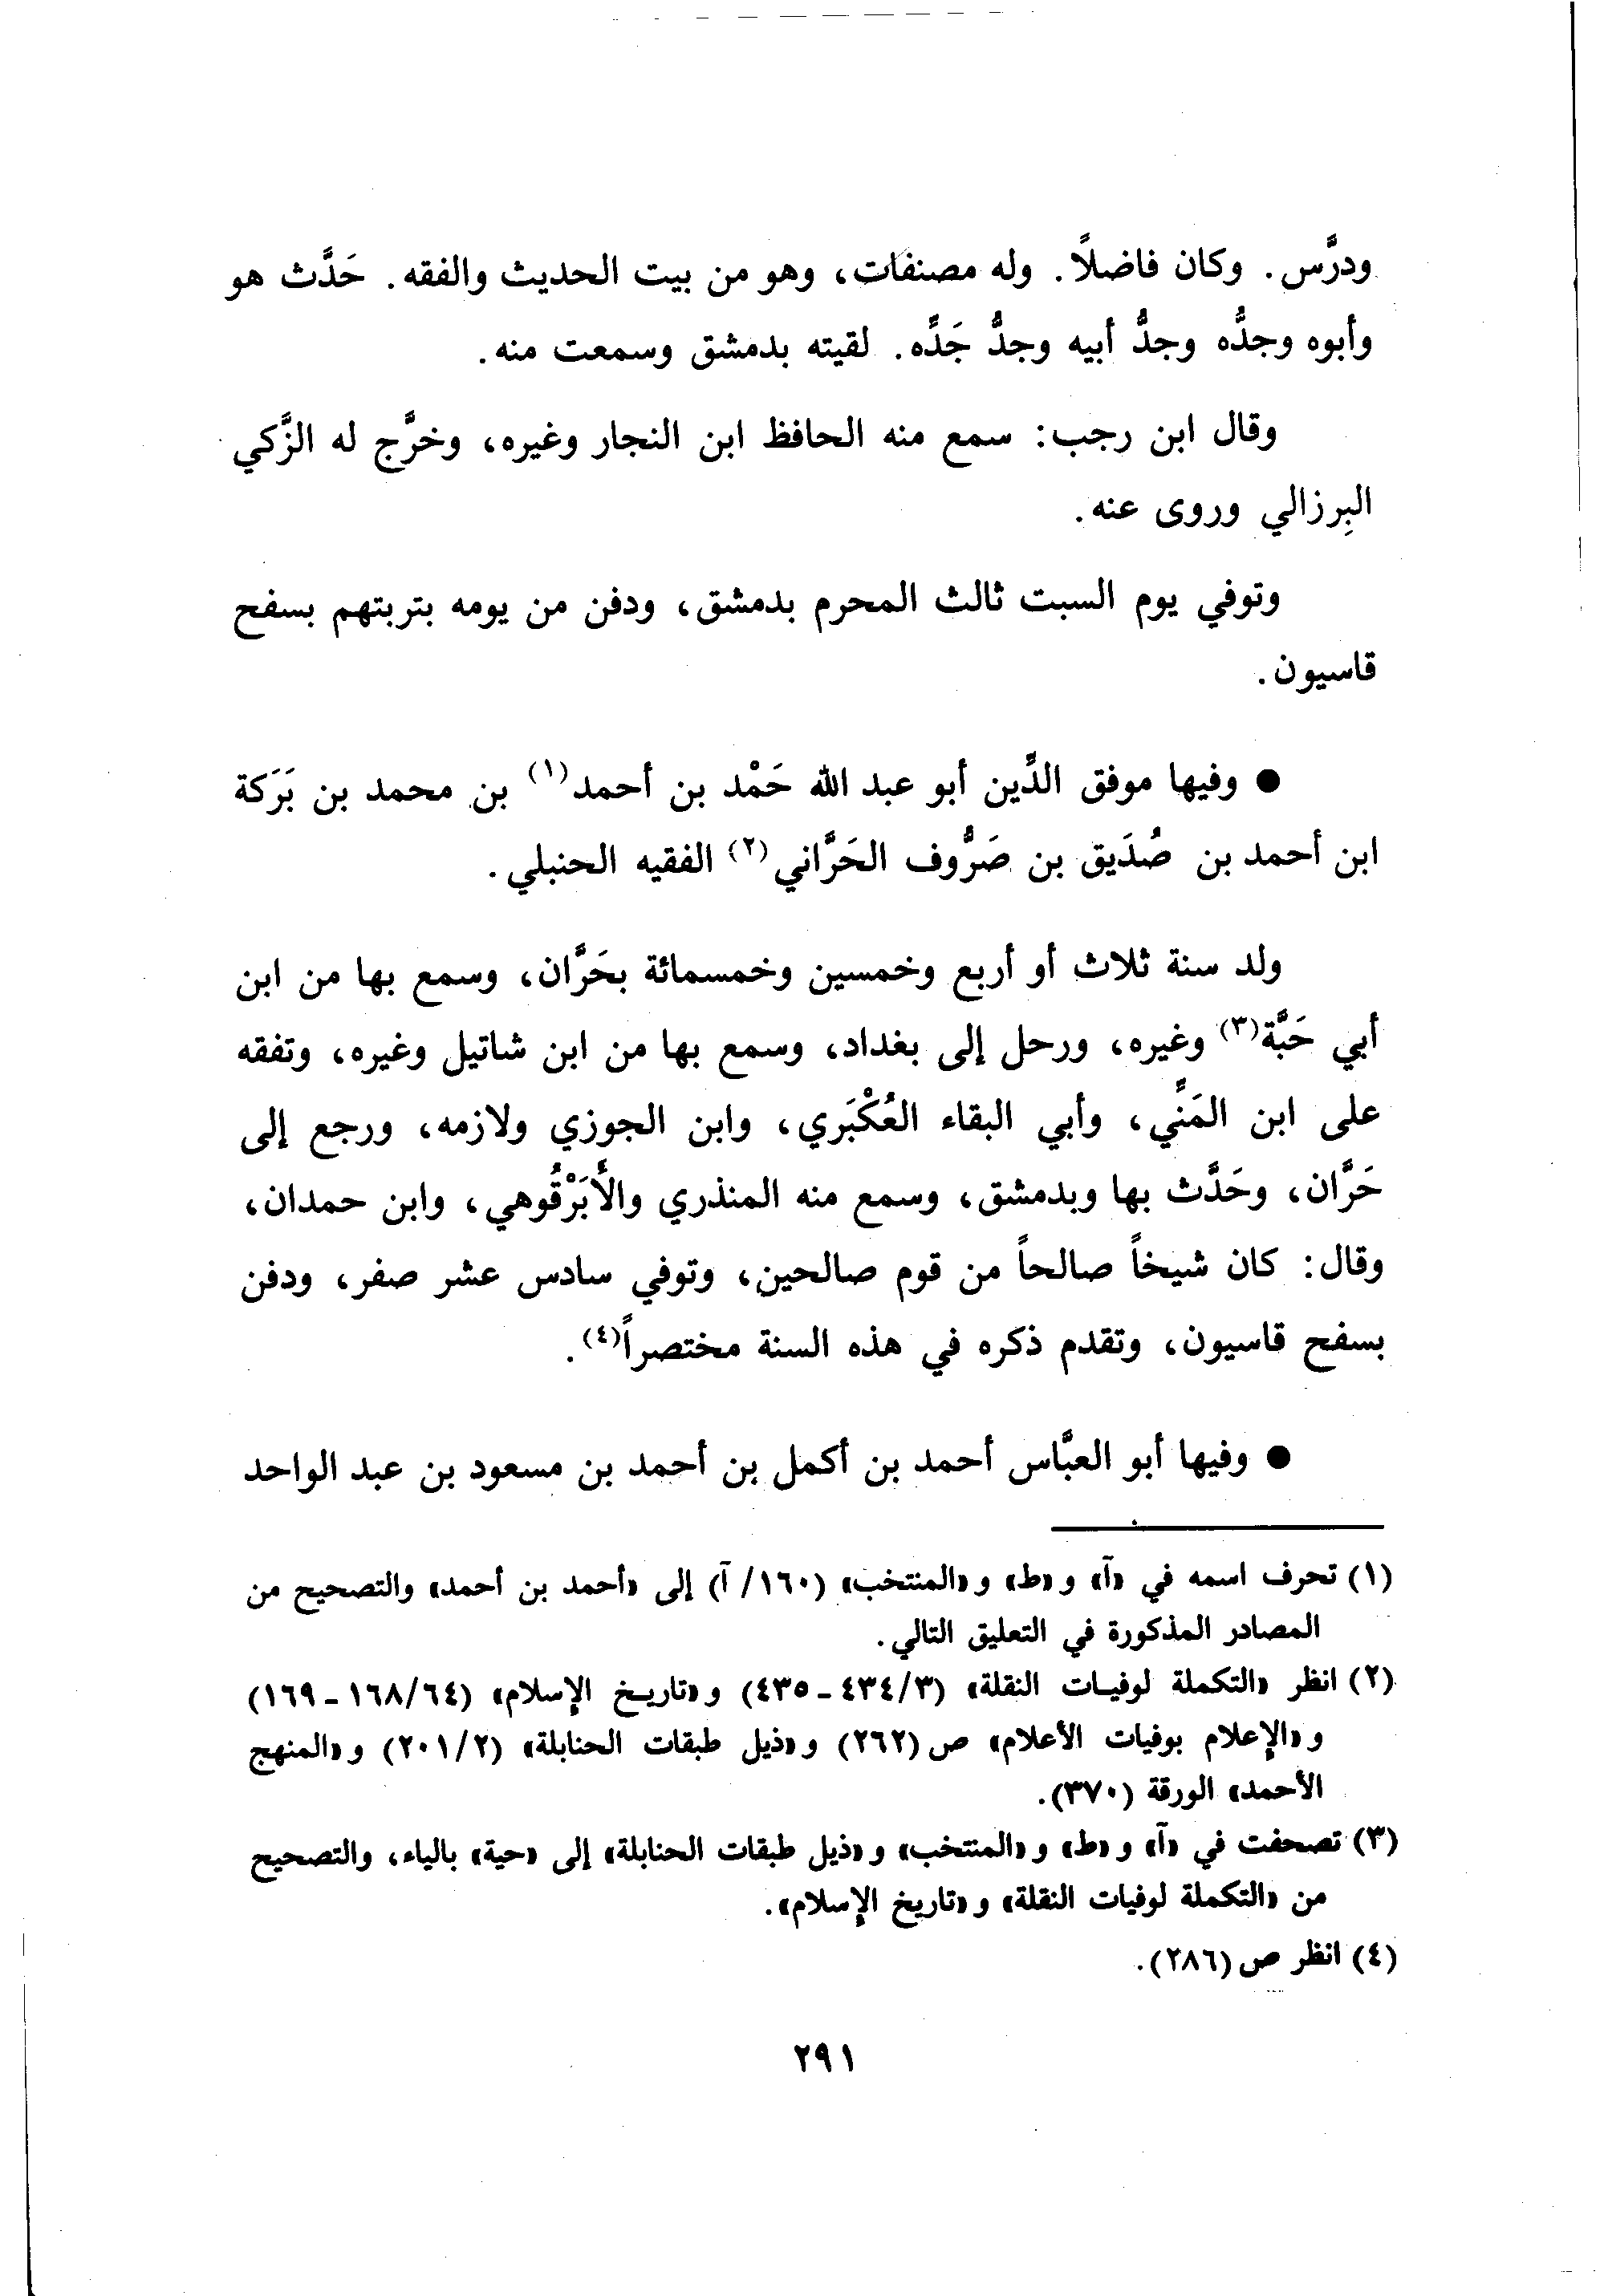 ودرَّس. وكان فاضلاً. وله مصنفات، وهو من بيت الحديث والفقه. حَدَّث هو
وأبوه وجدُّه وجدُّ أبيه وجدُّ جَدِّه. لقيته بدمشق وسمعت منه.
وقال ابن رجب: سمع منه الحافظ ابن النجار وغيره، وخرَّج له الزَّكي
البِرزالي وروى عنه.
وتوفي يوم السبت ثالث المحرم بدمشق، ودفن من يومه بتربتهم بسفح
قاسيون.
● وفيها موفق الدِّين أبو عبد الله حَمْد بن أحمد(١) بن محمد بن بَرَكة
ابن أحمد بن صُدَيق بن صَرُّوف الحَرَّاني(٢) الفقيه الحنبلي.
ولد سنة ثلاث أو أربع وخمسين وخمسمائة بحَرَّان، وسمع بها من ابن
أبي حَبَّة(٣) وغيره، ورحل إلى بغداد، وسمع بها من ابن شاتيل وغيره، وتفقه
على ابن المَنِّي، وأبي البقاء العُكْبَري، وابن الجوزي ولازمه، ورجع إلى
حَرَّان، وحَدَّث بها وبدمشق، وسمع منه المنذري والأَبَرْقُوهي، وابن حمدان،
وقال: كان شيخاً صالحاً من قوم صالحين، وتوفي سادس عشر صفر، ودفن
بسفح قاسيون، وتقدم ذكره في هذه السنة مختصراً(٤).
● وفيها أبو العبَّاس أحمد بن أكمل بن أحمد بن مسعود بن عبد الواحد
(١) تحرف اسمه في «آ» و «ط» و «المنتخب» (١٦٠/ آ) إلى «أحمد بن أحمد» والتصحيح من
المصادر المذكورة في التعليق التالي.
(٢) انظر «التكملة لوفيات النقلة» (٣/ ٤٣٤ - ٤٣٥) و «تاريخ الإسلام» (٦٤/ ١٦٨ - ١٦٩)
و «الإعلام بوفيات الأعلام» ص (٢٦٢) و «ذيل طبقات الحنابلة» (٢/ ٢٠١) و «المنهج
الأحمد» الورقة (٣٧٠).
(٣) تصحفت في «آ» و «ط» و «المنتخب» و «ذيل طبقات الحنابلة» إلى «حية» بالياء، والتصحيح
من «التكملة لوفيات النقلة» و «تاريخ الإسلام».
(٤) انظر ص (٢٨٦).
٢٩١